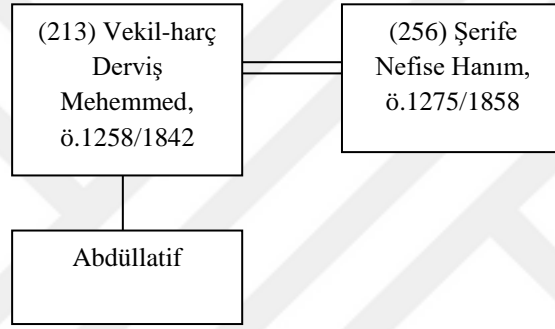 (213) Vekil-harç
Derviş
Mehemmed,
ö.1258/1842
(256) Şerife
Nefise Hanım,
ö.1275/1858
Abdüllatif